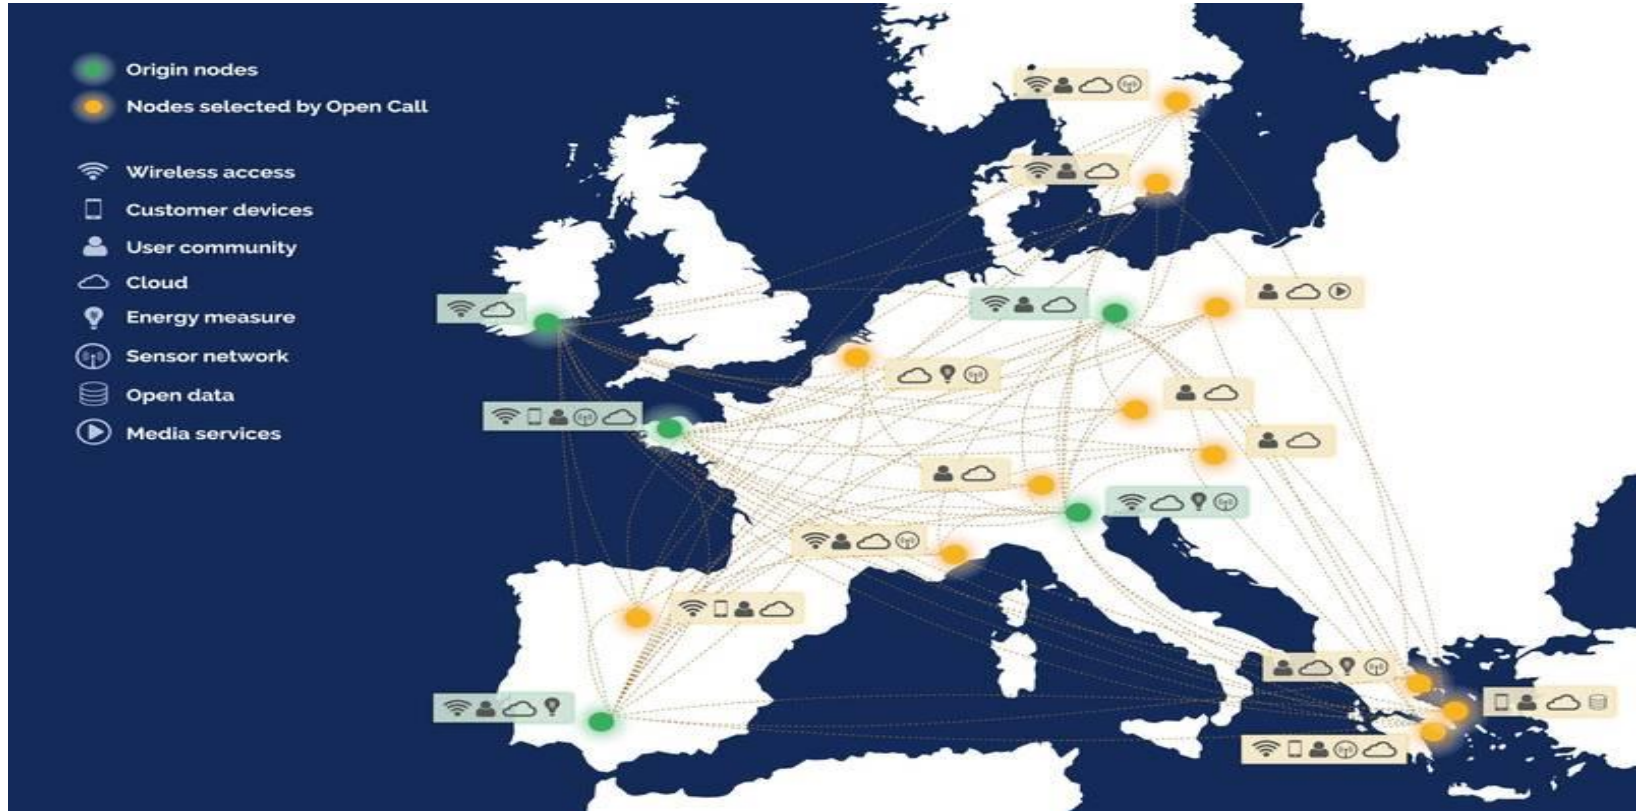 Origin nodes
Nodes selected by Open Call
Wireless access
Customer devices
User community
Cloud
Energy measure
Sensor network
Open data
Media services